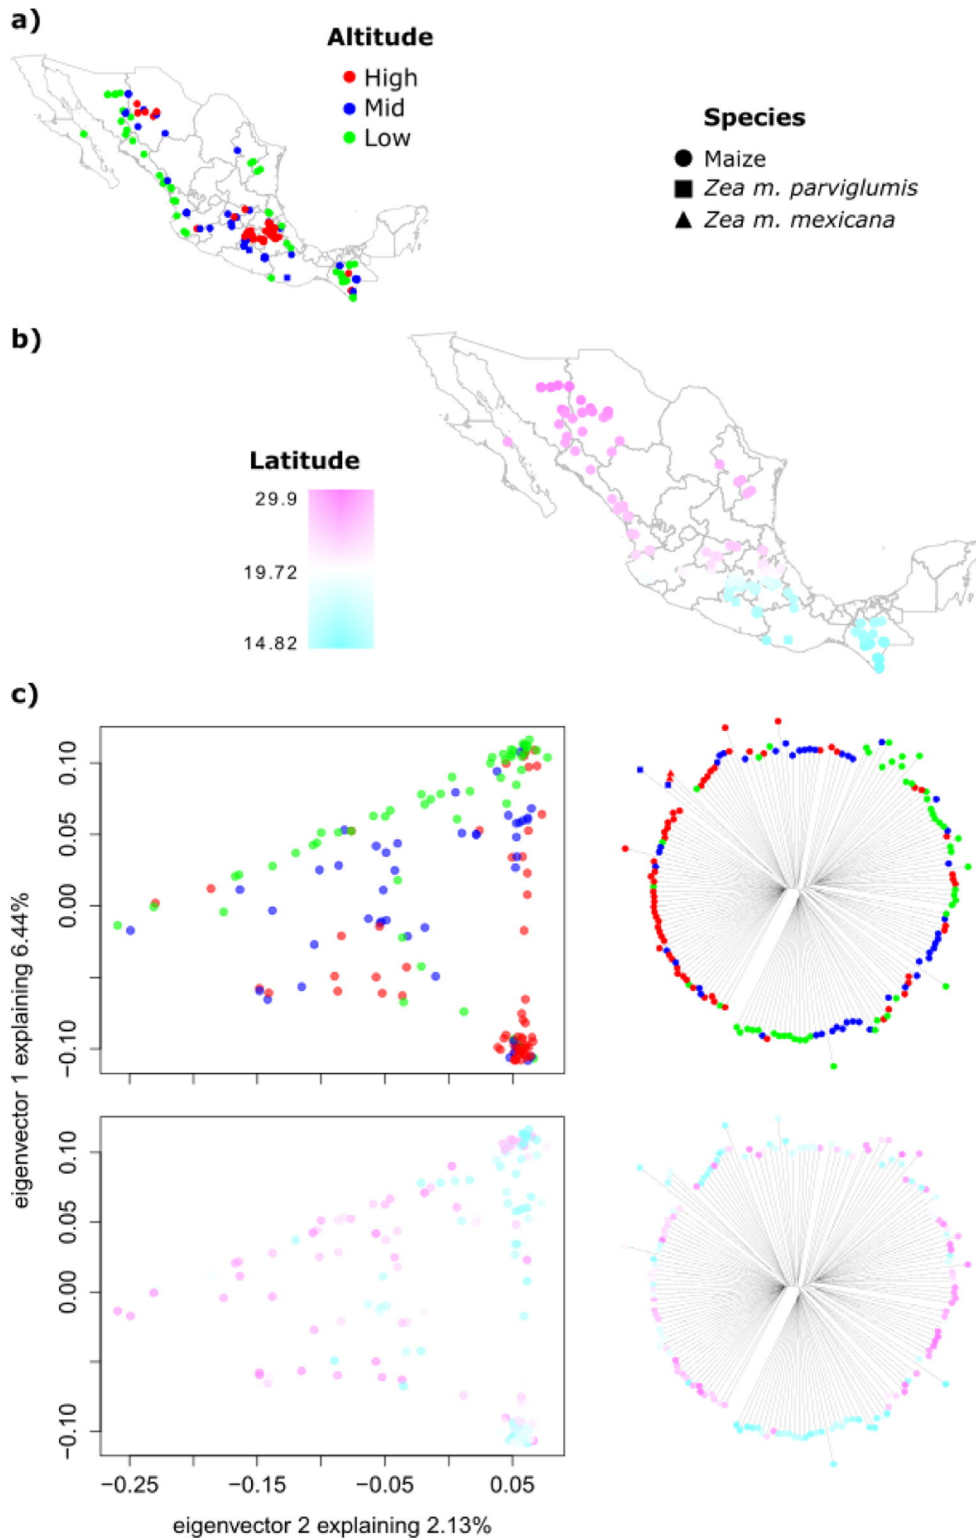 a)
Altitude
High
Mid
Low
Species
Maize
Zea m. parviglumis
Zea m. mexicana
b)
Latitude
29.9
19.72
14.82
c)
0.10
0.05
0.00
−0.10
eigenvector 1 explaining 6.44%
0.10
0.05
0.00
−0.10
−0.25
−0.15
−0.05
0.05
eigenvector 2 explaining 2.13%